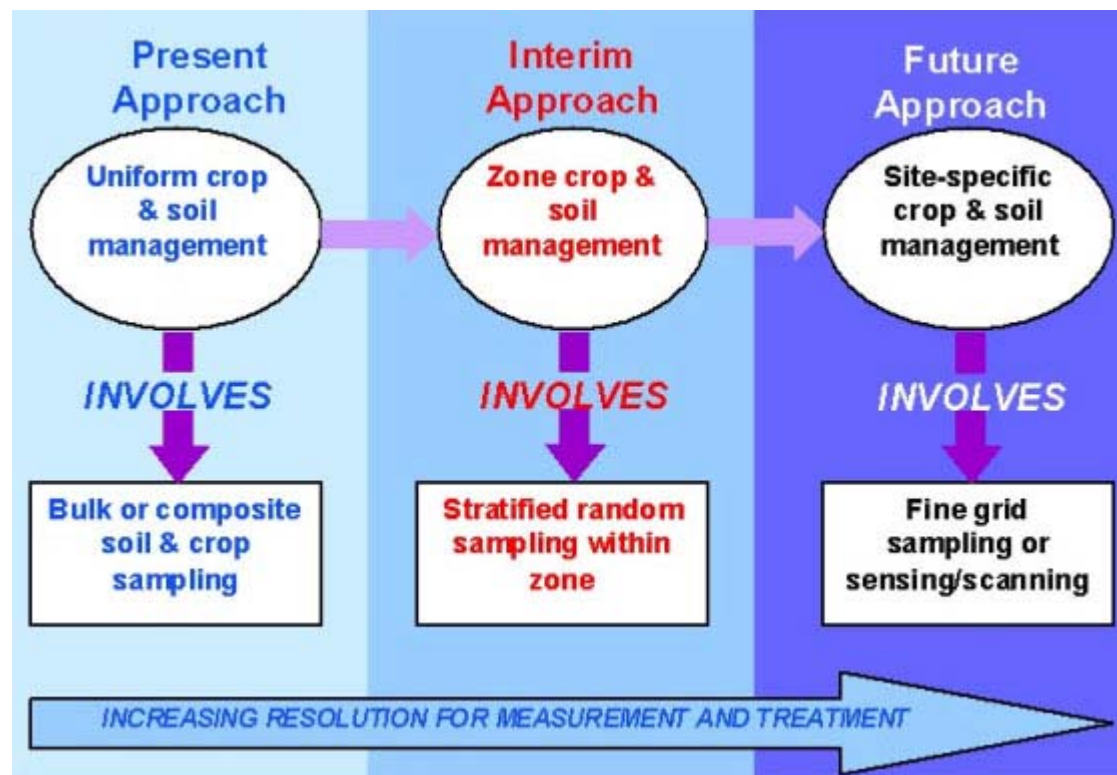 Present
Approach
Uniform crop
& soil
management
INVOLVES
Bulk or composite
soil & crop
sampling
Interim
Approach
Zone crop &
soil
management
INVOLVES
Stratified random
sampling within
zone
Future
Approach
Site-specific
crop & soil
management
INVOLVES
Fine grid
sampling or
sensing/scanning
INCREASING RESOLUTION FOR MEASUREMENT AND TREATMENT